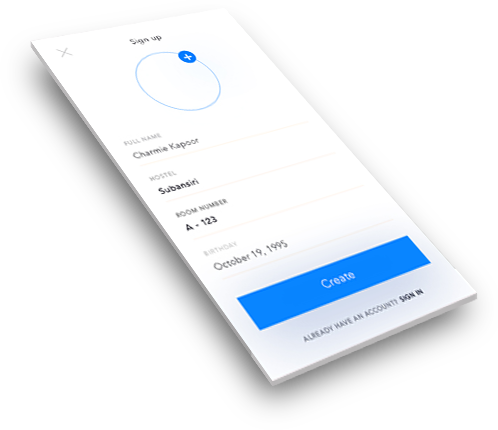 Sign up
FULL NAME
Charmie Kapoor
HOSTEL
Subansiri
ROOM NUMBER
A - 123
BIRTHDAY
October 19, 1995
Create
ALREADY HAVE AN ACCOUNT? SIGN IN